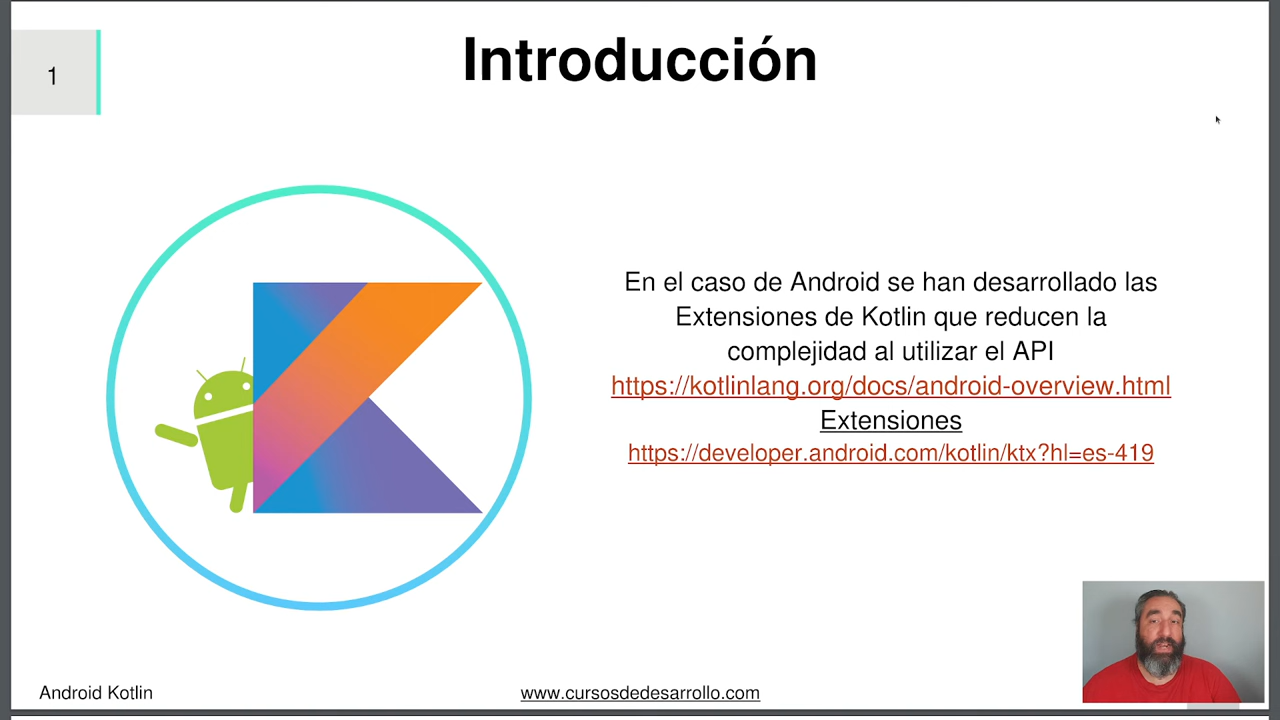 1
Introducción
En el caso de Android se han desarrollado las
Extensiones de Kotlin que reducen la
complejidad al utilizar el API
https://kotlinlang.org/docs/android-overview.html
Extensiones
https://developer.android.com/kotlin/ktx?hl=es-419
Android Kotlin
www.cursosdedesarrollo.com